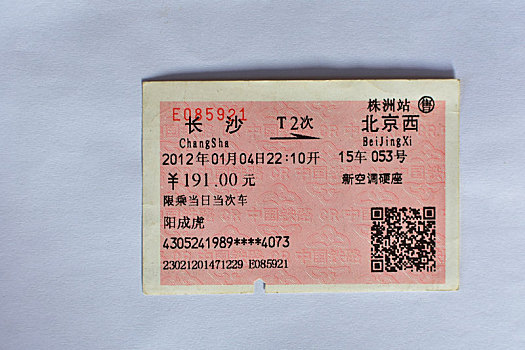 株洲站 售
E085921
长沙 T2次 北京西
ChangSha BeiJingXi
2012年01月04日22:10开 15车053号
￥191.00元 新空调硬座
限乘当日当次车
阳成虎
4305241989****4073
23021201471229 E085921